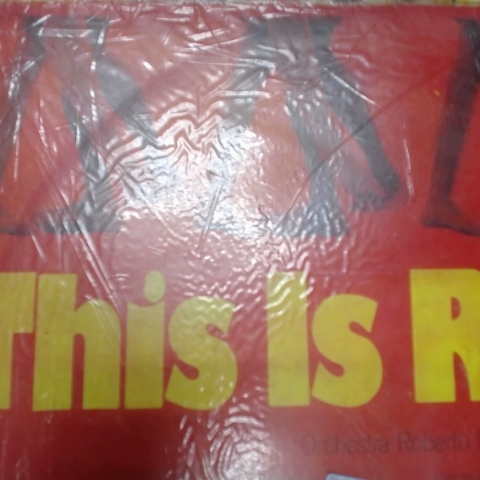 This Is R
Orchestra Roberto